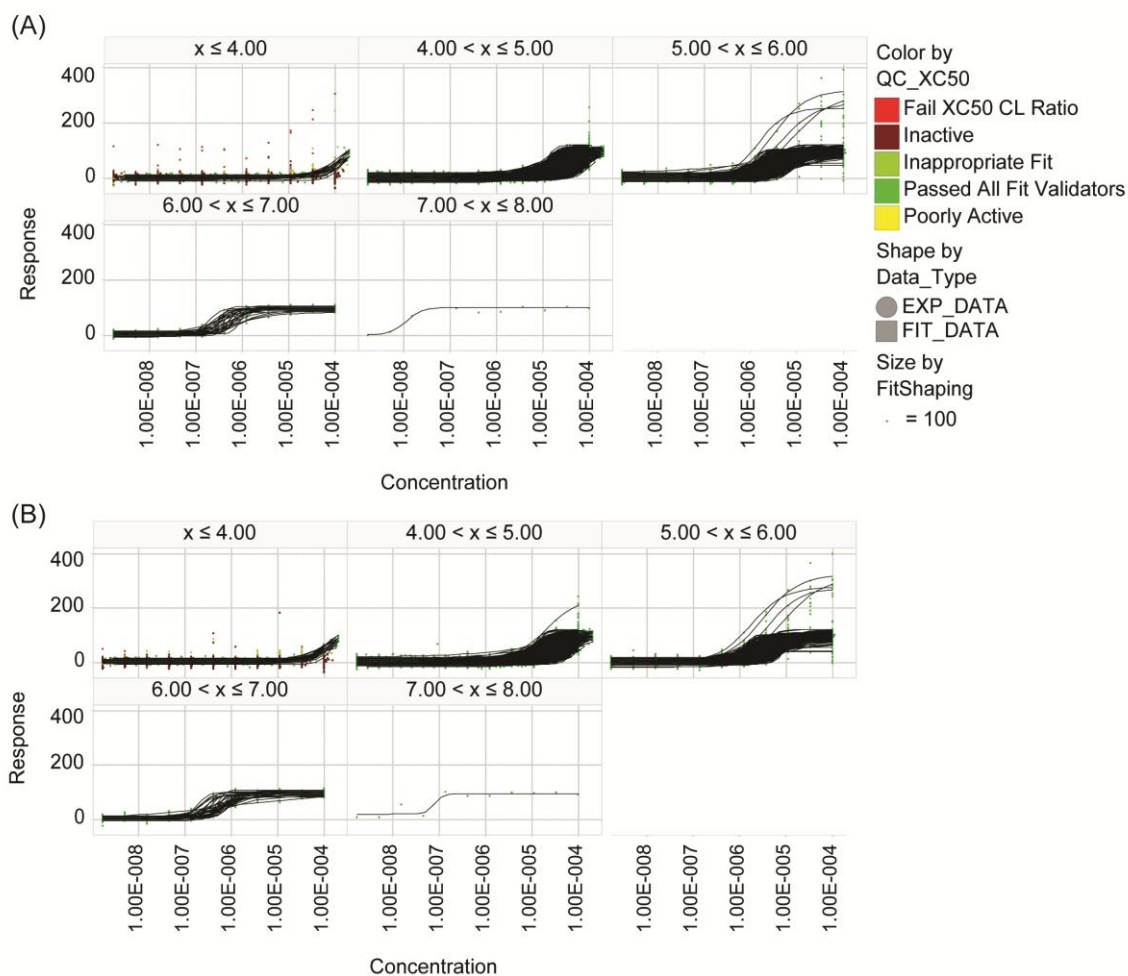 (A)
x ≤ 4.00
4.00 < x ≤ 5.00
5.00 < x ≤ 6.00
400
200
0
6.00 < x ≤ 7.00
7.00 < x ≤ 8.00
400
200
0
Response
1.00E-008
1.00E-007
1.00E-006
1.00E-005
1.00E-004
1.00E-008
1.00E-007
1.00E-006
1.00E-005
1.00E-004
1.00E-008
1.00E-007
1.00E-006
1.00E-005
1.00E-004
Concentration
Color by
QC_XC50
Fail XC50 CL Ratio
Inactive
Inappropriate Fit
Passed All Fit Validators
Poorly Active
Shape by
Data_Type
EXP_DATA
FIT_DATA
Size by
FitShaping
= 100
(B)
x ≤ 4.00
4.00 < x ≤ 5.00
5.00 < x ≤ 6.00
400
200
0
6.00 < x ≤ 7.00
7.00 < x ≤ 8.00
400
200
0
Response
1.00E-008
1.00E-007
1.00E-006
1.00E-005
1.00E-004
1.00E-008
1.00E-007
1.00E-006
1.00E-005
1.00E-004
1.00E-008
1.00E-007
1.00E-006
1.00E-005
1.00E-004
Concentration